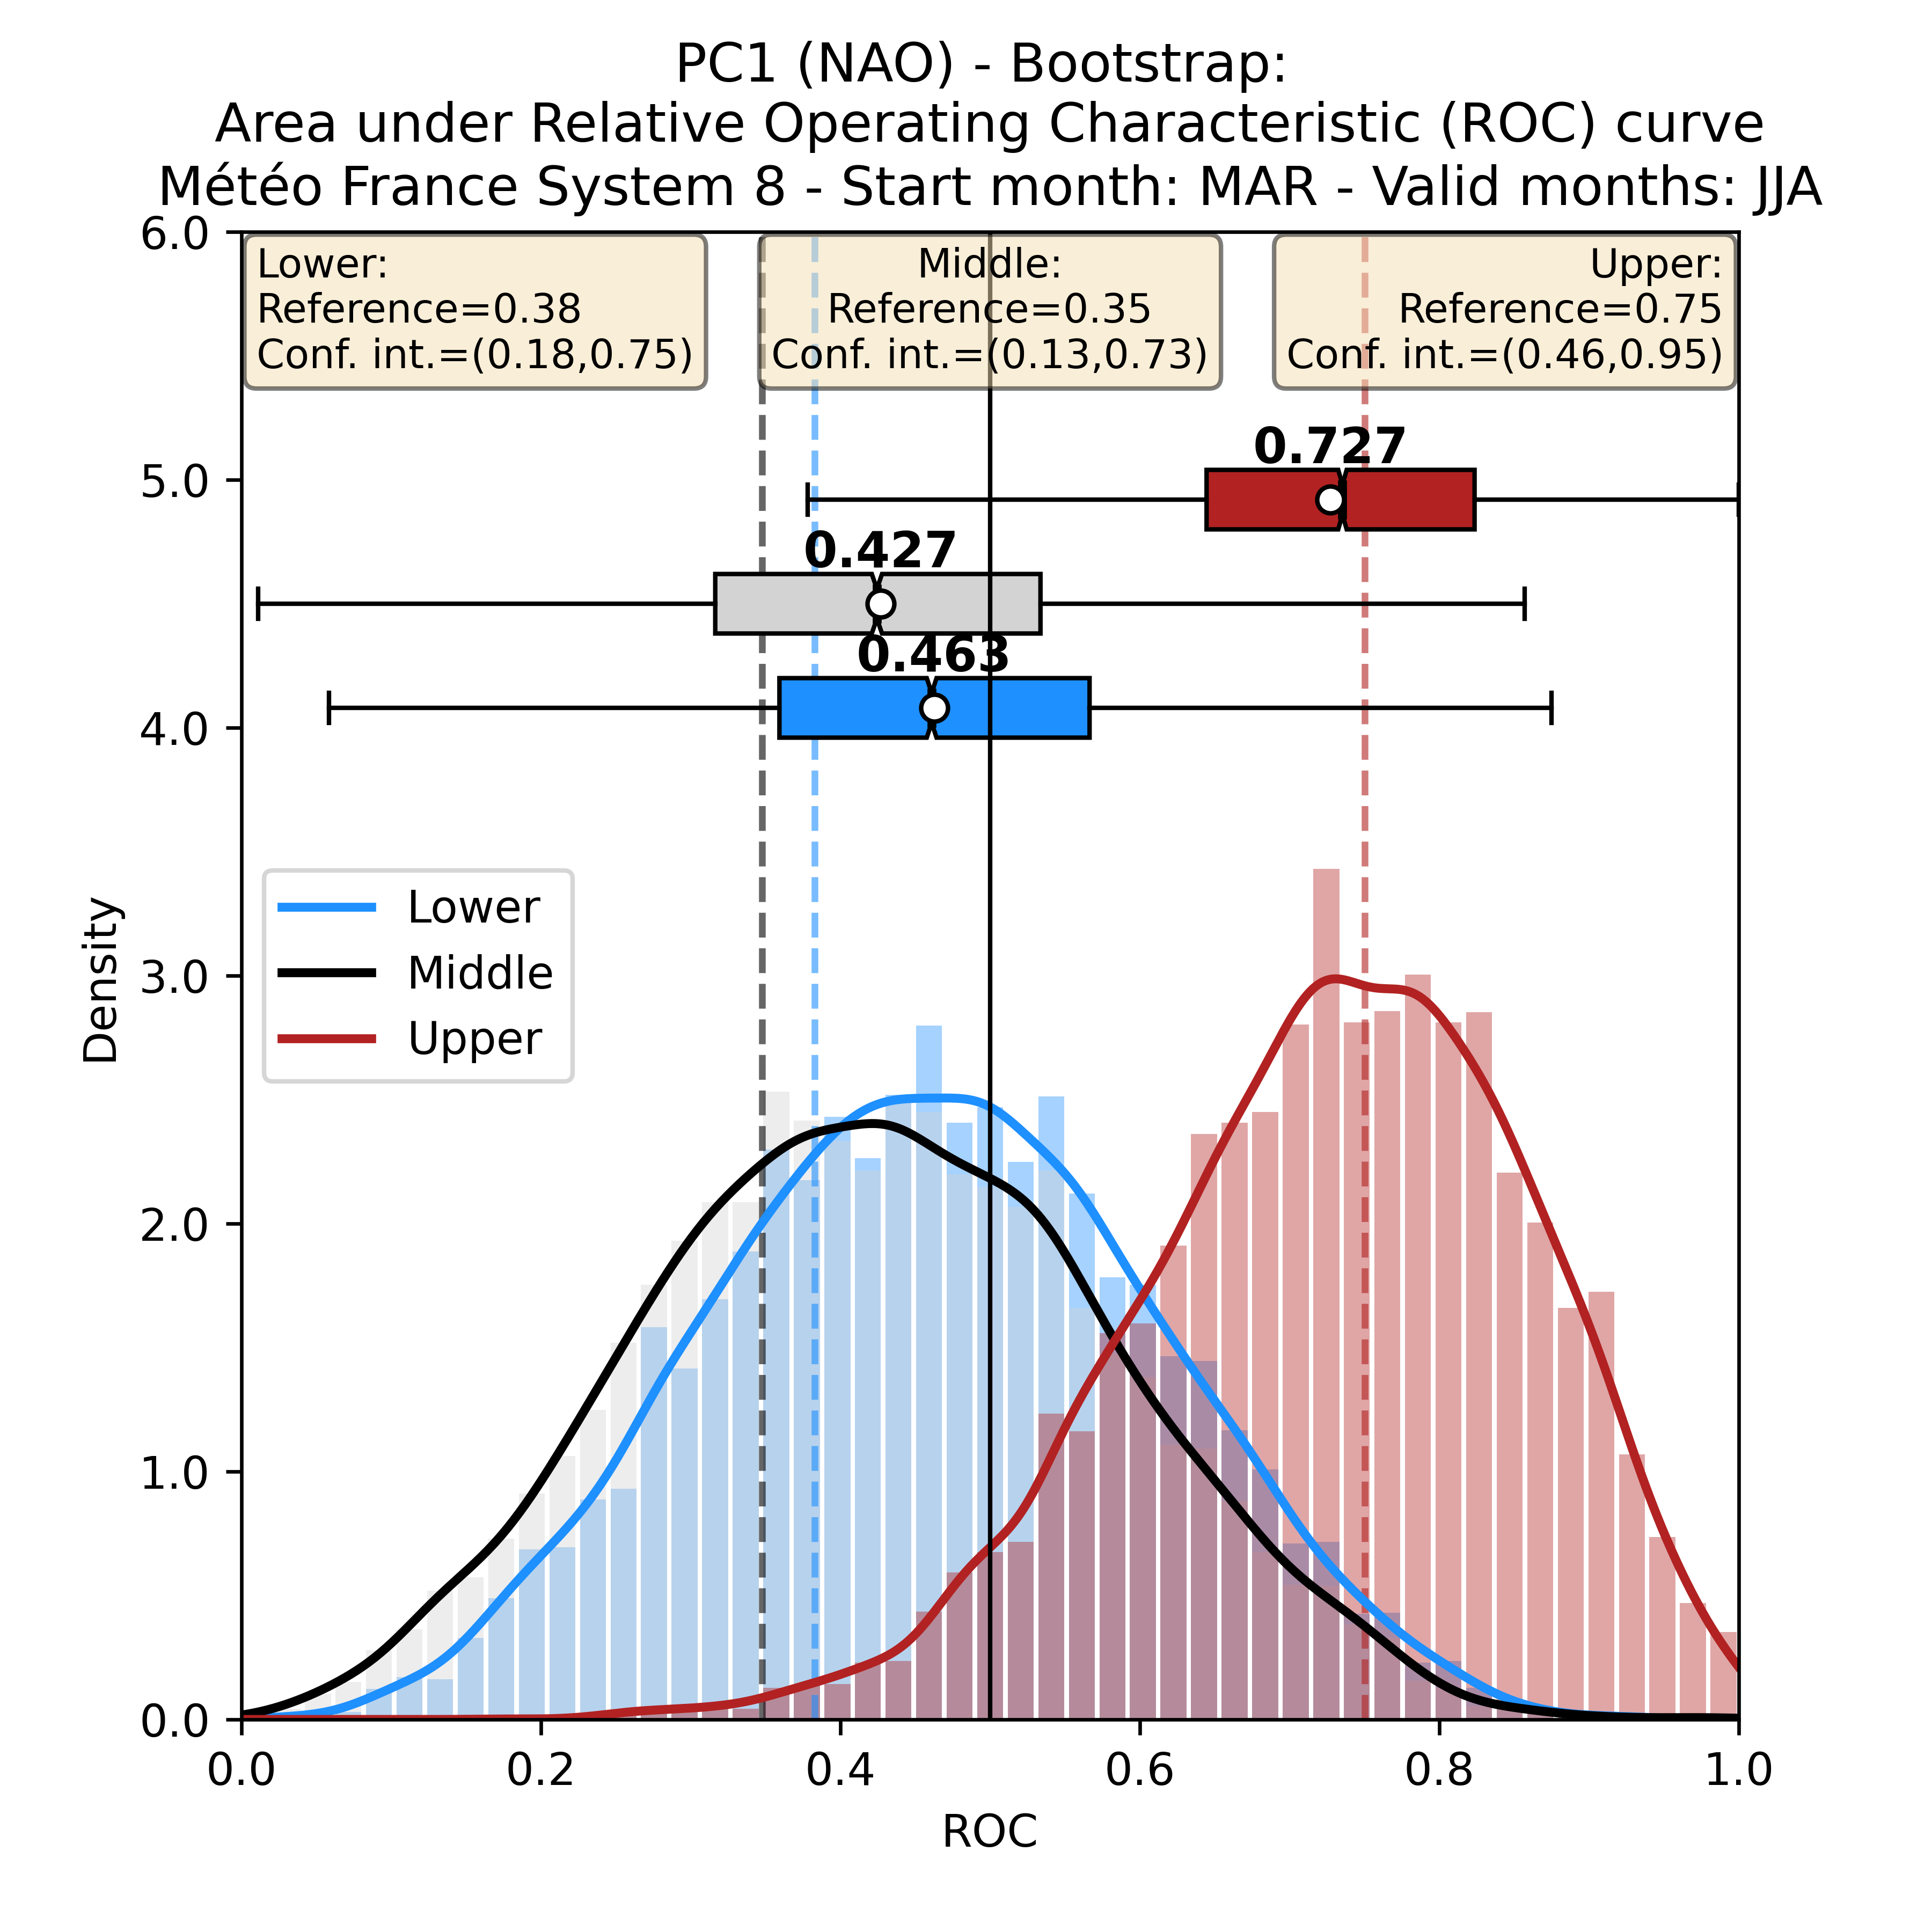 PC1 (NAO) - Bootstrap:
Area under Relative Operating Characteristic (ROC) curve
Météo France System 8 - Start month: MAR - Valid months: JJA
Lower:
Reference=0.38
Conf. int.=(0.18,0.75)
Middle:
Reference=0.35
Conf. int.=(0.13,0.73)
Upper:
Reference=0.75
Conf. int.=(0.46,0.95)
0.727
0.427
0.463
Lower
Middle
Upper
Density
6.0
5.0
4.0
3.0
2.0
1.0
0.0
0.0 0.2 0.4 0.6 0.8 1.0
ROC